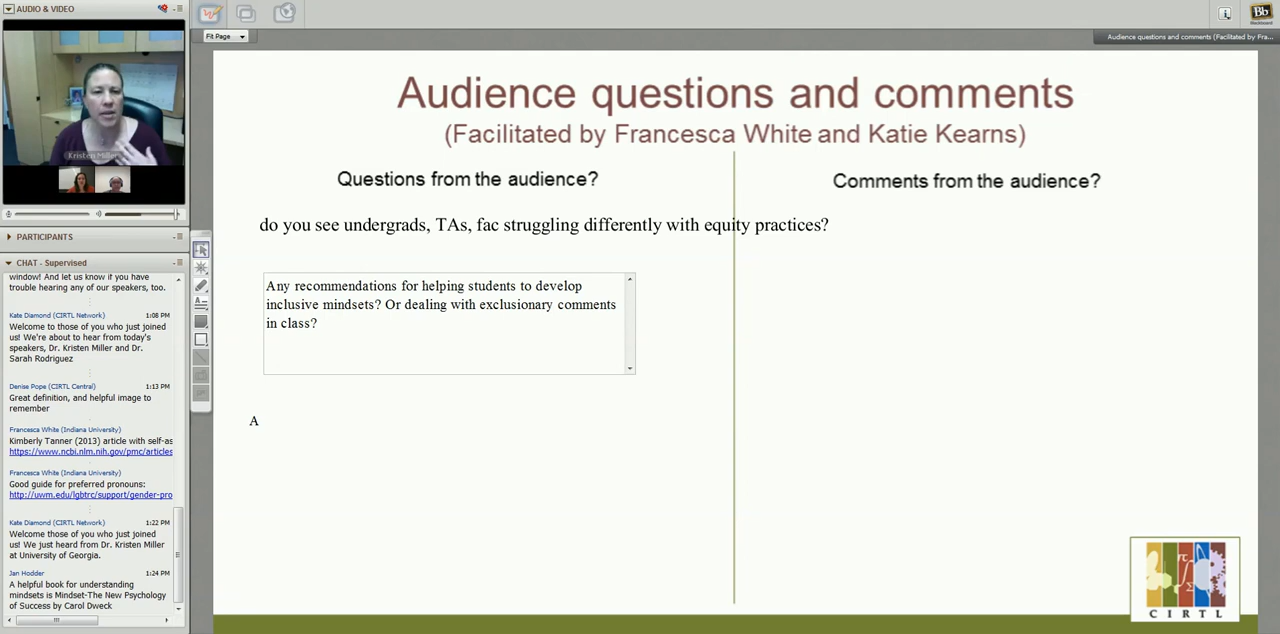 AUDIO & VIDEO
Kristen Miller
PARTICIPANTS
CHAT - Supervised
window! And let us know if you have
trouble hearing any of our speakers, too.
Kate Diamond (CIRTL Network) 1:08 PM
Welcome to those of you who just joined
us! We're about to hear from today's
speakers, Dr. Kristen Miller and Dr.
Sarah Rodriguez
Denise Pope (CIRTL Central) 1:13 PM
Great definition, and helpful image to
remember
Francesca White (Indiana University)
Kimberly Tanner (2013) article with self-as
https://www.ncbi.nlm.nih.gov/pmc/articles
Francesca White (Indiana University)
Good guide for preferred pronouns:
http://uwm.edu/lgbtrc/support/gender-pro
Kate Diamond (CIRTL Network) 1:22 PM
Welcome those of you who just joined
us! We just heard from Dr. Kristen Miller
at University of Georgia.
Jan Hodder 1:24 PM
A helpful book for understanding
mindsets is Mindset-The New Psychology
of Success by Carol Dweck
Fit Page
Bb
Blackboard
Audience questions and comments (Facilitated by Fra...
Audience questions and comments
(Facilitated by Francesca White and Katie Kearns)
Questions from the audience?
Comments from the audience?
do you see undergrads, TAs, fac struggling differently with equity practices?
Any recommendations for helping students to develop
inclusive mindsets? Or dealing with exclusionary comments
in class?
A
CIRTL